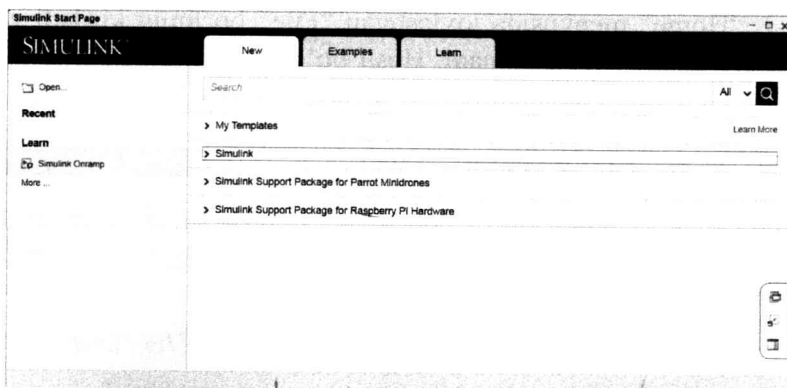 Simulink Start Page
SIMULINK
New
Examples
Learn
Open...
Recent
Learn
Simulink Onramp
More ...
Search
All
My Templates
Learn More
Simulink
Simulink Support Package for Parrot Minidrones
Simulink Support Package for Raspberry PI Hardware